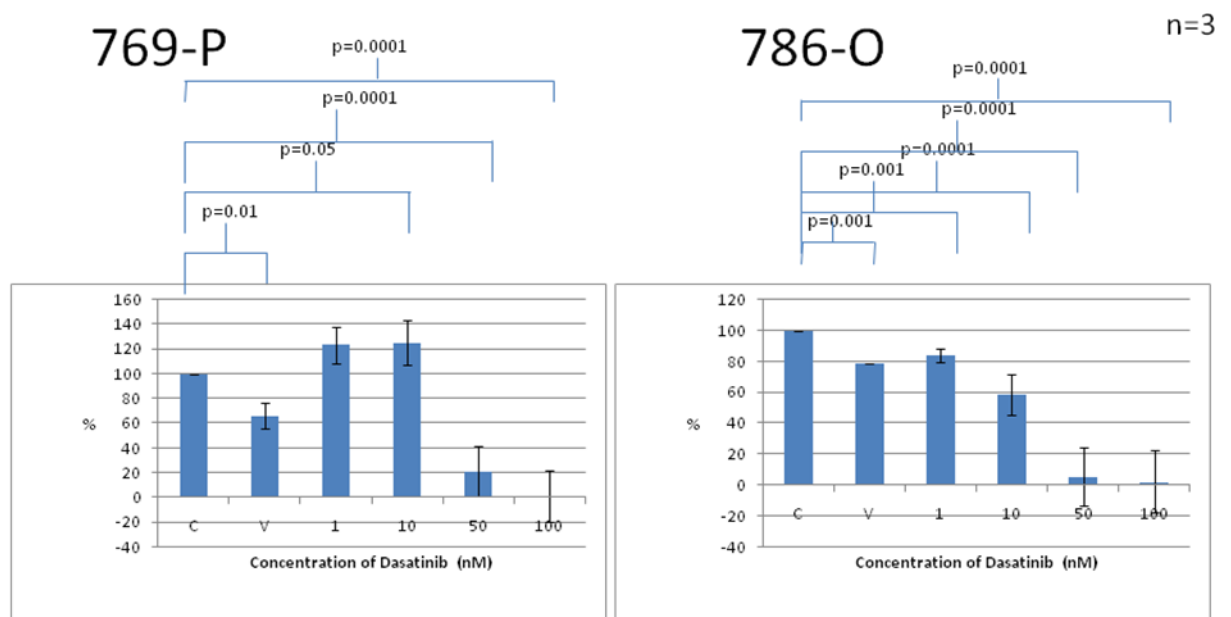 769-P
p=0.0001
p=0.0001
p=0.05
p=0.01
160
140
120
100
80
60
40
20
0
-20
-40
%
C V 1 10 50 100
Concentration of Dasatinib (nM)
786-O
n=3
p=0.0001
p=0.0001
p=0.0001
p=0.001
p=0.001
120
100
80
60
40
20
0
-20
-40
%
C V 1 10 50 100
Concentration of Dasatinib (nM)